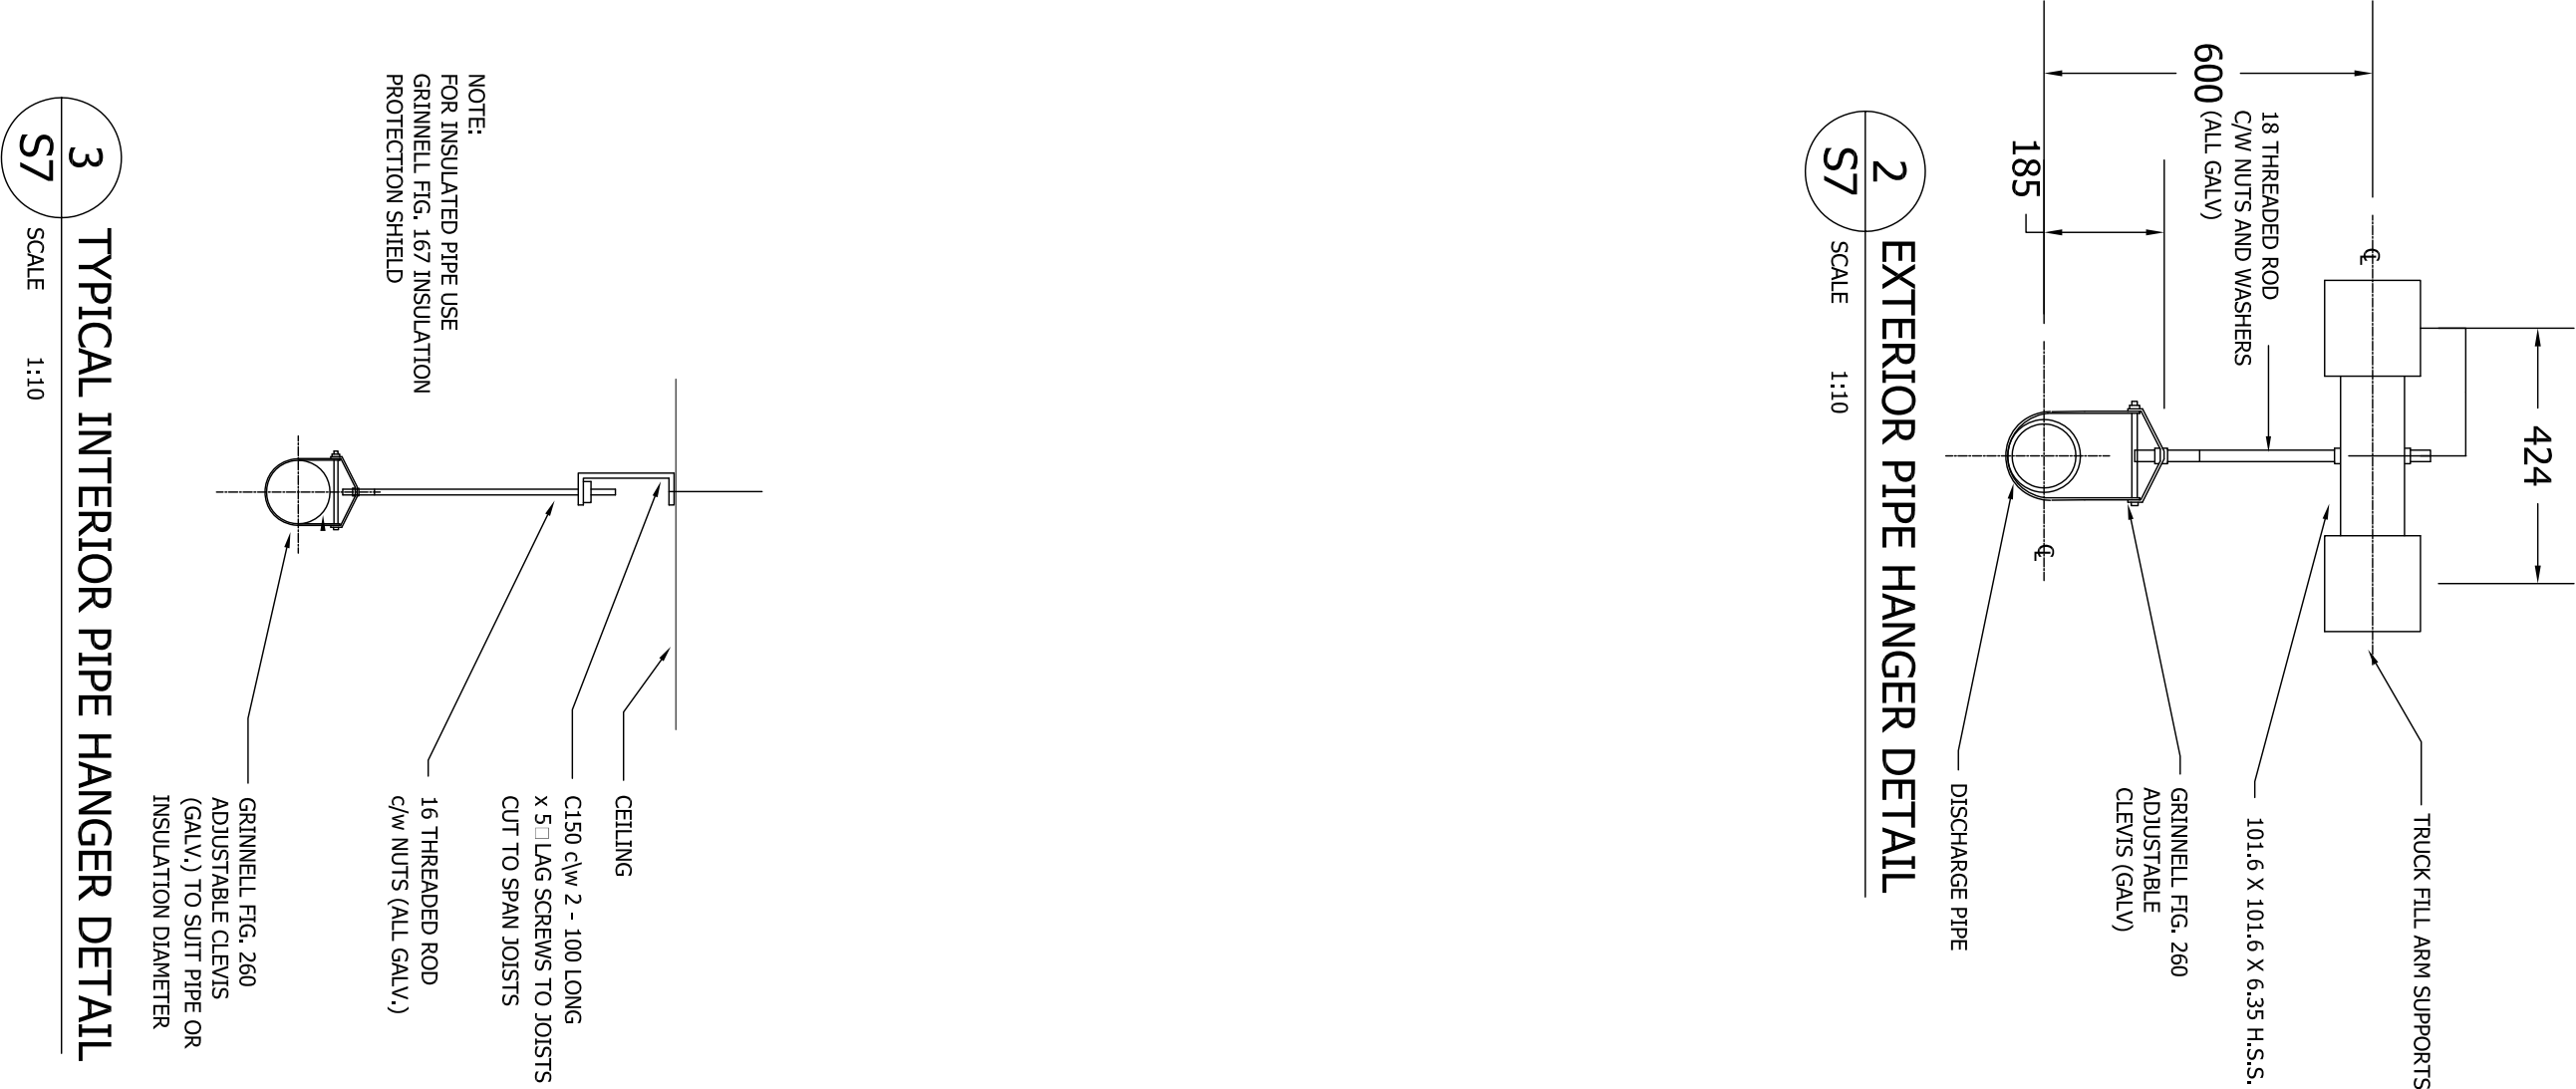 424
600
185
℄
℄
18 THREADED ROD
C/W NUTS AND WASHERS
(ALL GALV)
TRUCK FILL ARM SUPPORTS
101.6 X 101.6 X 6.35 H.S.S.
GRINNELL FIG. 260
ADJUSTABLE
CLEVIS (GALV)
DISCHARGE PIPE
2
S7
EXTERIOR PIPE HANGER DETAIL
SCALE 1:10
CEILING
C150 c\w 2 - 100 LONG
x 5□ LAG SCREWS TO JOISTS
CUT TO SPAN JOISTS
16 THREADED ROD
c/w NUTS (ALL GALV.)
NOTE:
FOR INSULATED PIPE USE
GRINNELL FIG. 167 INSULATION
PROTECTION SHIELD
GRINNELL FIG. 260
ADJUSTABLE CLEVIS
(GALV.) TO SUIT PIPE OR
INSULATION DIAMETER
3
S7
TYPICAL INTERIOR PIPE HANGER DETAIL
SCALE 1:10